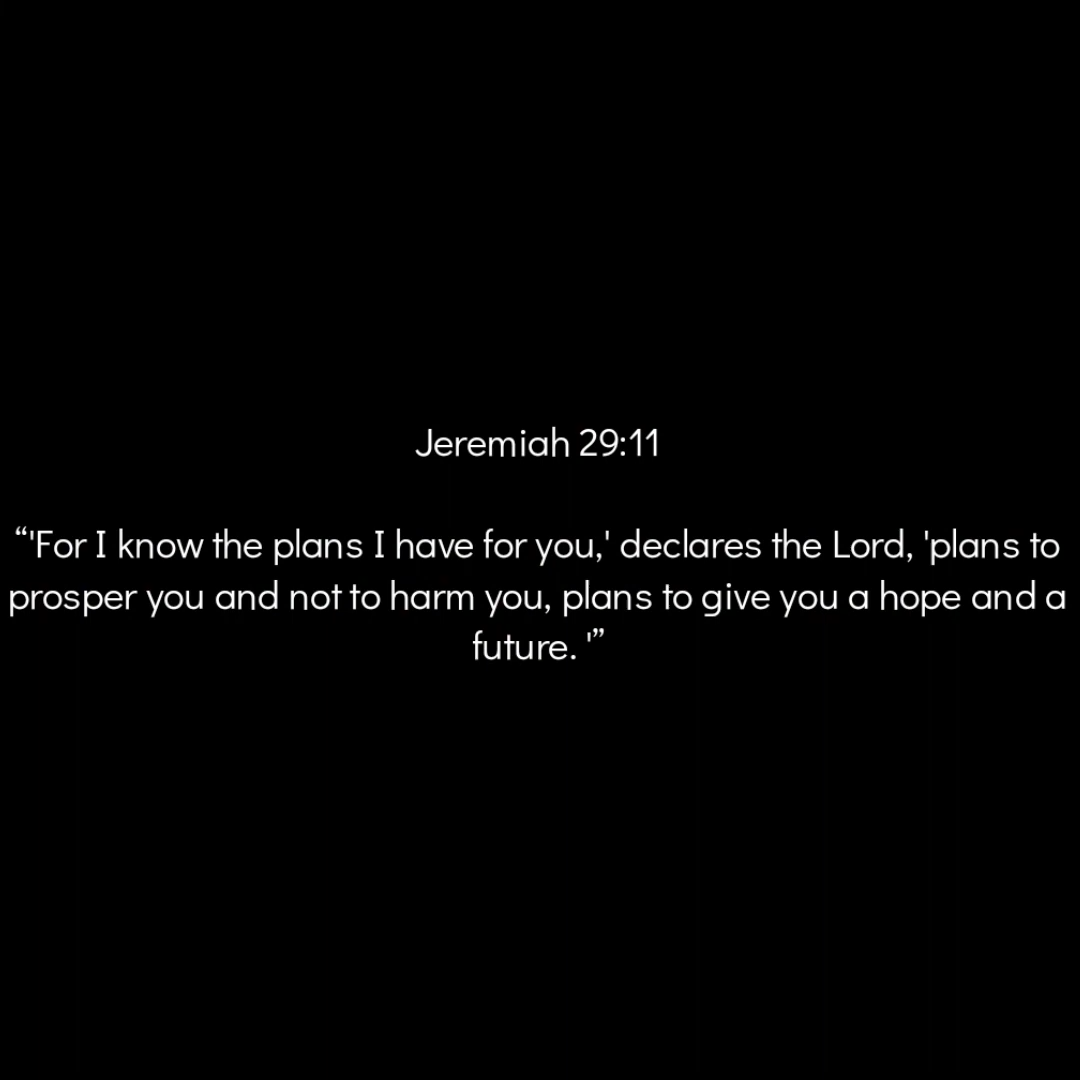 Jeremiah 29:11
“'For I know the plans I have for you,' declares the Lord, 'plans to
prosper you and not to harm you, plans to give you a hope and a
future. '”